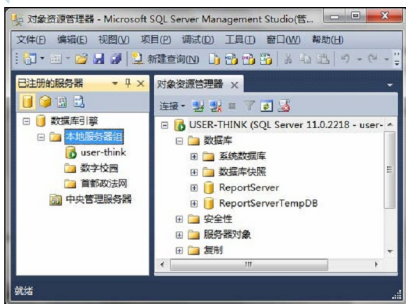 对象资源管理器 - Microsoft SQL Server Management Studio(管...
文件(F) 编辑(E) 视图(V) 项目(P) 调试(D) 工具(T) 窗口(W) 帮助(H)
新建查询(N)
已注册的服务器
数据库引擎
本地服务器组
user-think
数字校园
首都政法网
中央管理服务器
对象资源管理器
连接
USER-THINK (SQL Server 11.0.2218 - user-
数据库
系统数据库
数据库快照
ReportServer
ReportServerTempDB
安全性
服务器对象
复制
就绪